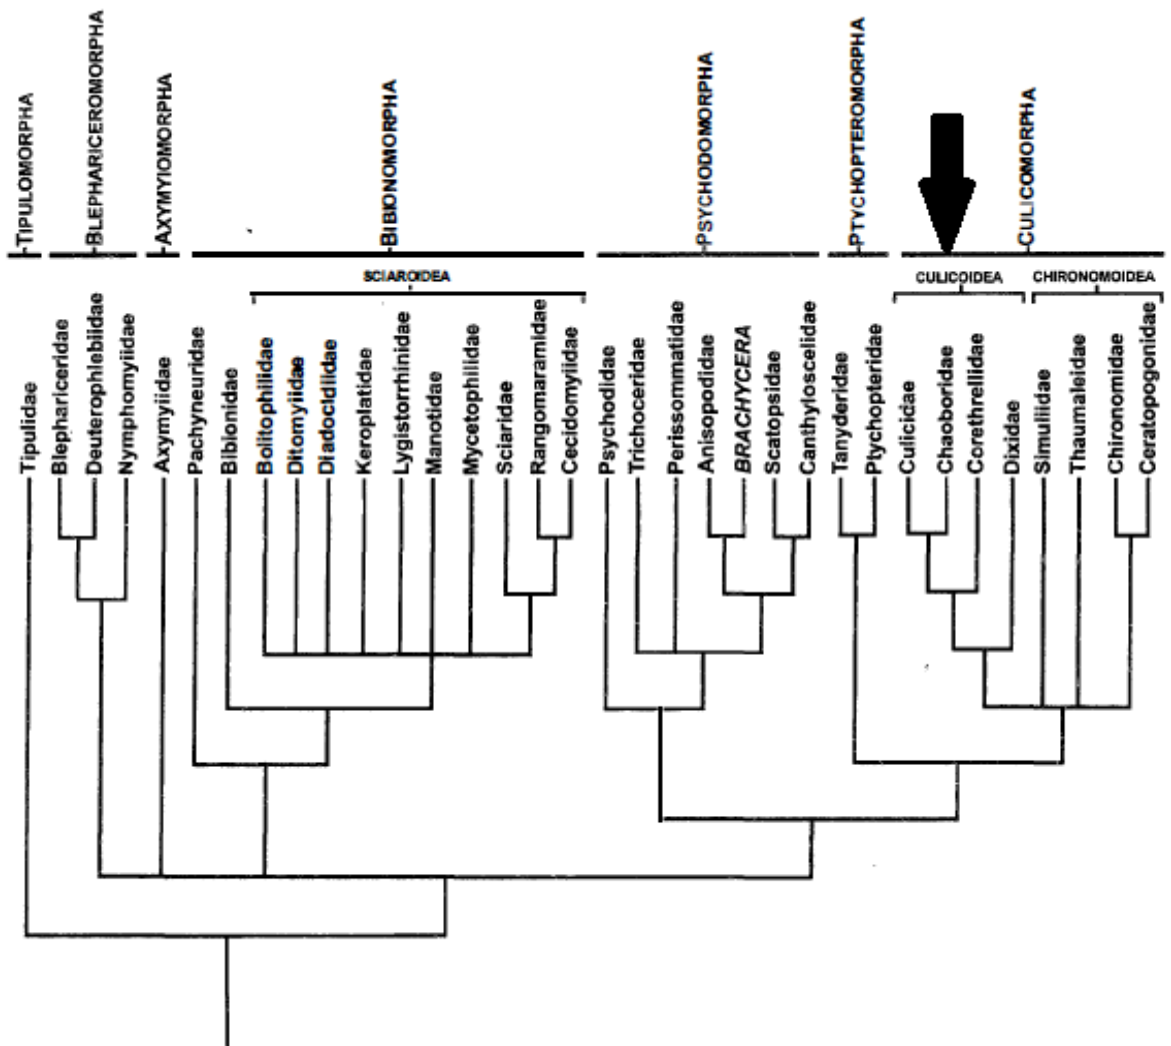 TIPULOMORPHA
BLEPHARICEROMORPHA
AXYMYIOMORPHA
BIBIONOMORPHA
PSYCHODOMORPHA
PTYCHOPTEROMORPHA
CULICOMORPHA
SCIAROIDEA
CULICOIDEA
CHIRONOMOIDEA
Tipulidae
Blephariceridae
Deuterophlebiidae
Nymphomyiidae
Axymyiidae
Pachyneuridae
Bibionidae
Bolitophilidae
Ditomyiidae
Diadocidiidae
Keroplatidae
Lygistorrhinidae
Manotidae
Mycetophilidae
Sciaridae
Rangomaramidae
Cecidomyiidae
Psychodidae
Trichoceridae
Perissommatidae
Anisopodidae
BRACHYCERA
Scatopsidae
Canthyloscelidae
Tanyderidae
Ptychopteridae
Culicidae
Chaoboridae
Corethrellidae
Dixidae
Simuliidae
Thaumaleidae
Chironomidae
Ceratopogonidae